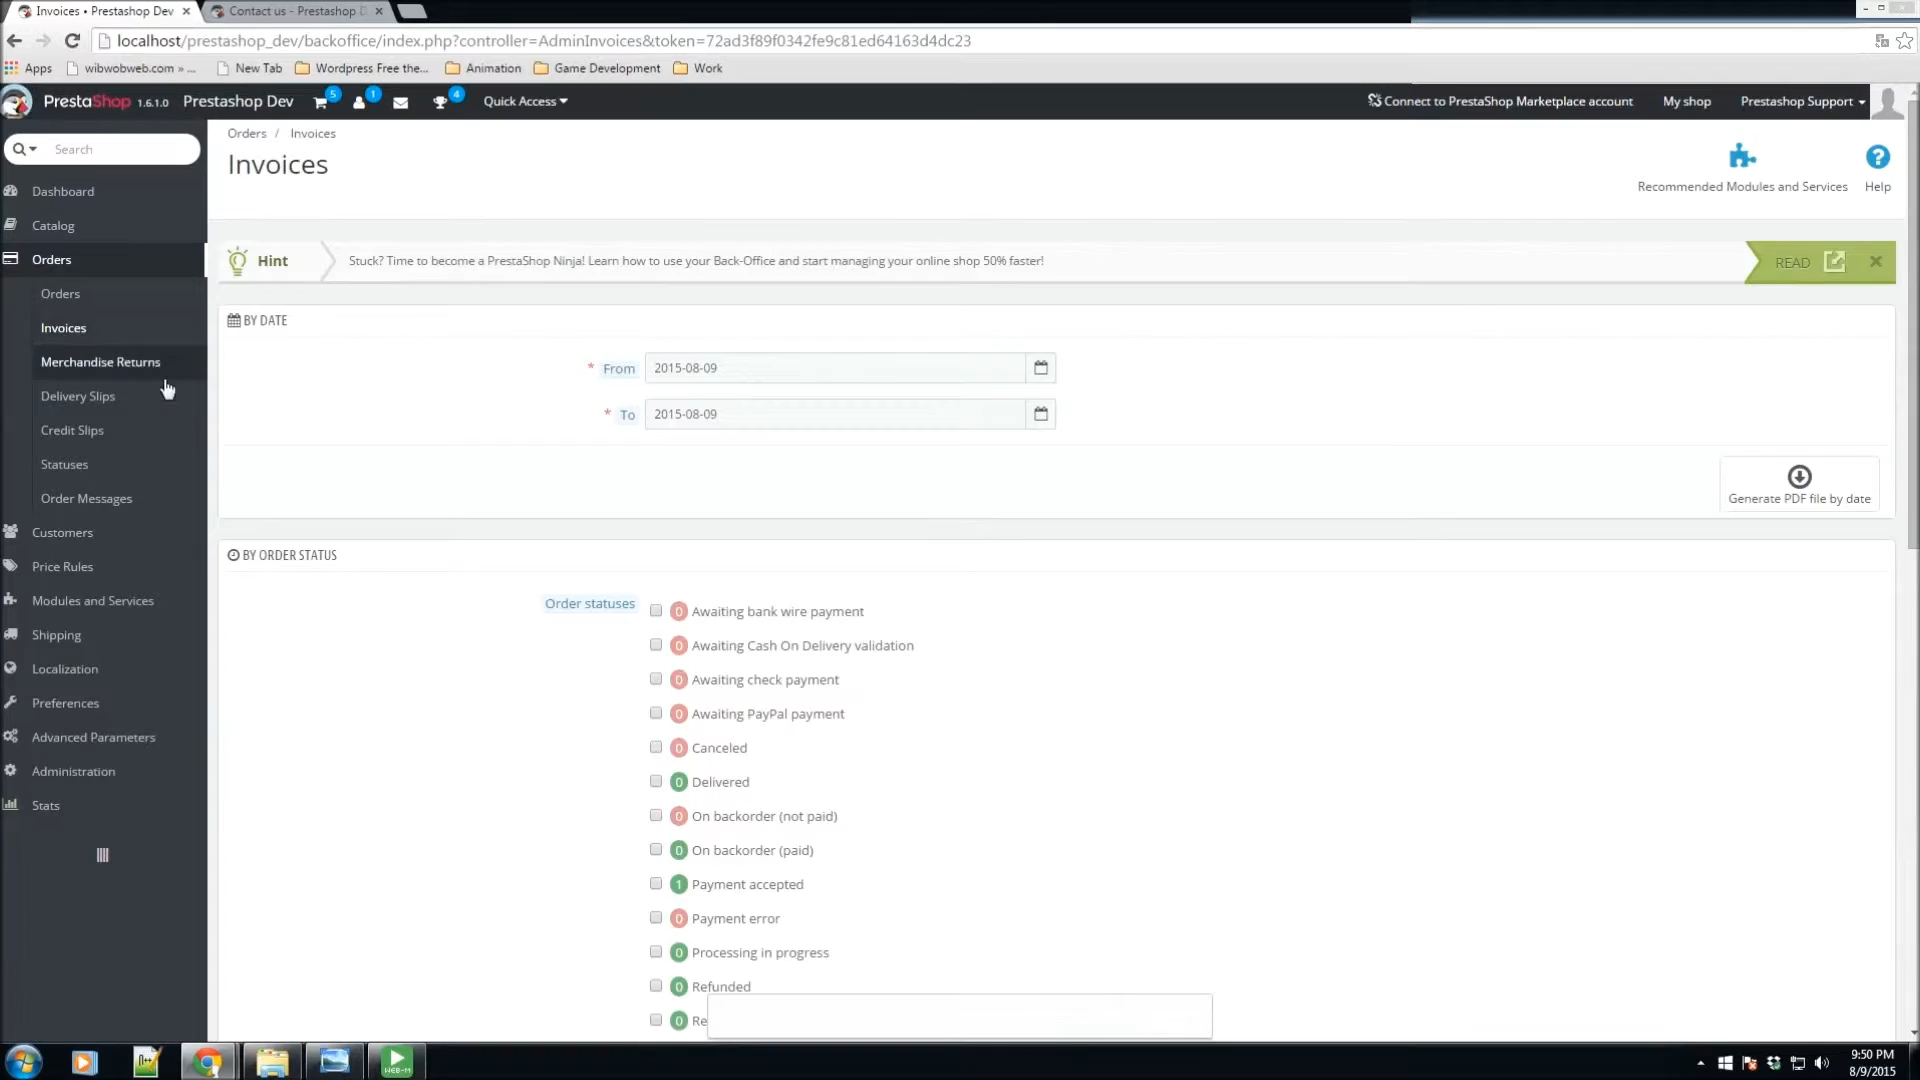 Invoices • Prestashop Dev
Contact us - Prestashop D
localhost/prestashop_dev/backoffice/index.php?controller=AdminInvoices&token=72ad3f89f0342fe9c81ed64163d4dc23
Apps wibwobweb.com » ... New Tab Wordpress Free the... Animation Game Development Work
PrestaShop 1.6.1.0 Prestashop Dev 5 1 4 Quick Access Connect to PrestaShop Marketplace account My shop Prestashop Support
Search
Dashboard
Catalog
Orders
Orders
Invoices
Merchandise Returns
Delivery Slips
Credit Slips
Statuses
Order Messages
Customers
Price Rules
Modules and Services
Shipping
Localization
Preferences
Advanced Parameters
Administration
Stats
Orders / Invoices
Invoices
Recommended Modules and Services
? Help
Hint Stuck? Time to become a PrestaShop Ninja! Learn how to use your Back-Office and start managing your online shop 50% faster! READ
BY DATE
* From 2015-08-09
* To 2015-08-09
Generate PDF file by date
BY ORDER STATUS
Order statuses
0 Awaiting bank wire payment
0 Awaiting Cash On Delivery validation
0 Awaiting check payment
0 Awaiting PayPal payment
0 Canceled
0 Delivered
0 On backorder (not paid)
0 On backorder (paid)
1 Payment accepted
0 Payment error
0 Processing in progress
0 Refunded
0 Re
WEB-M
9:50 PM
8/9/2015